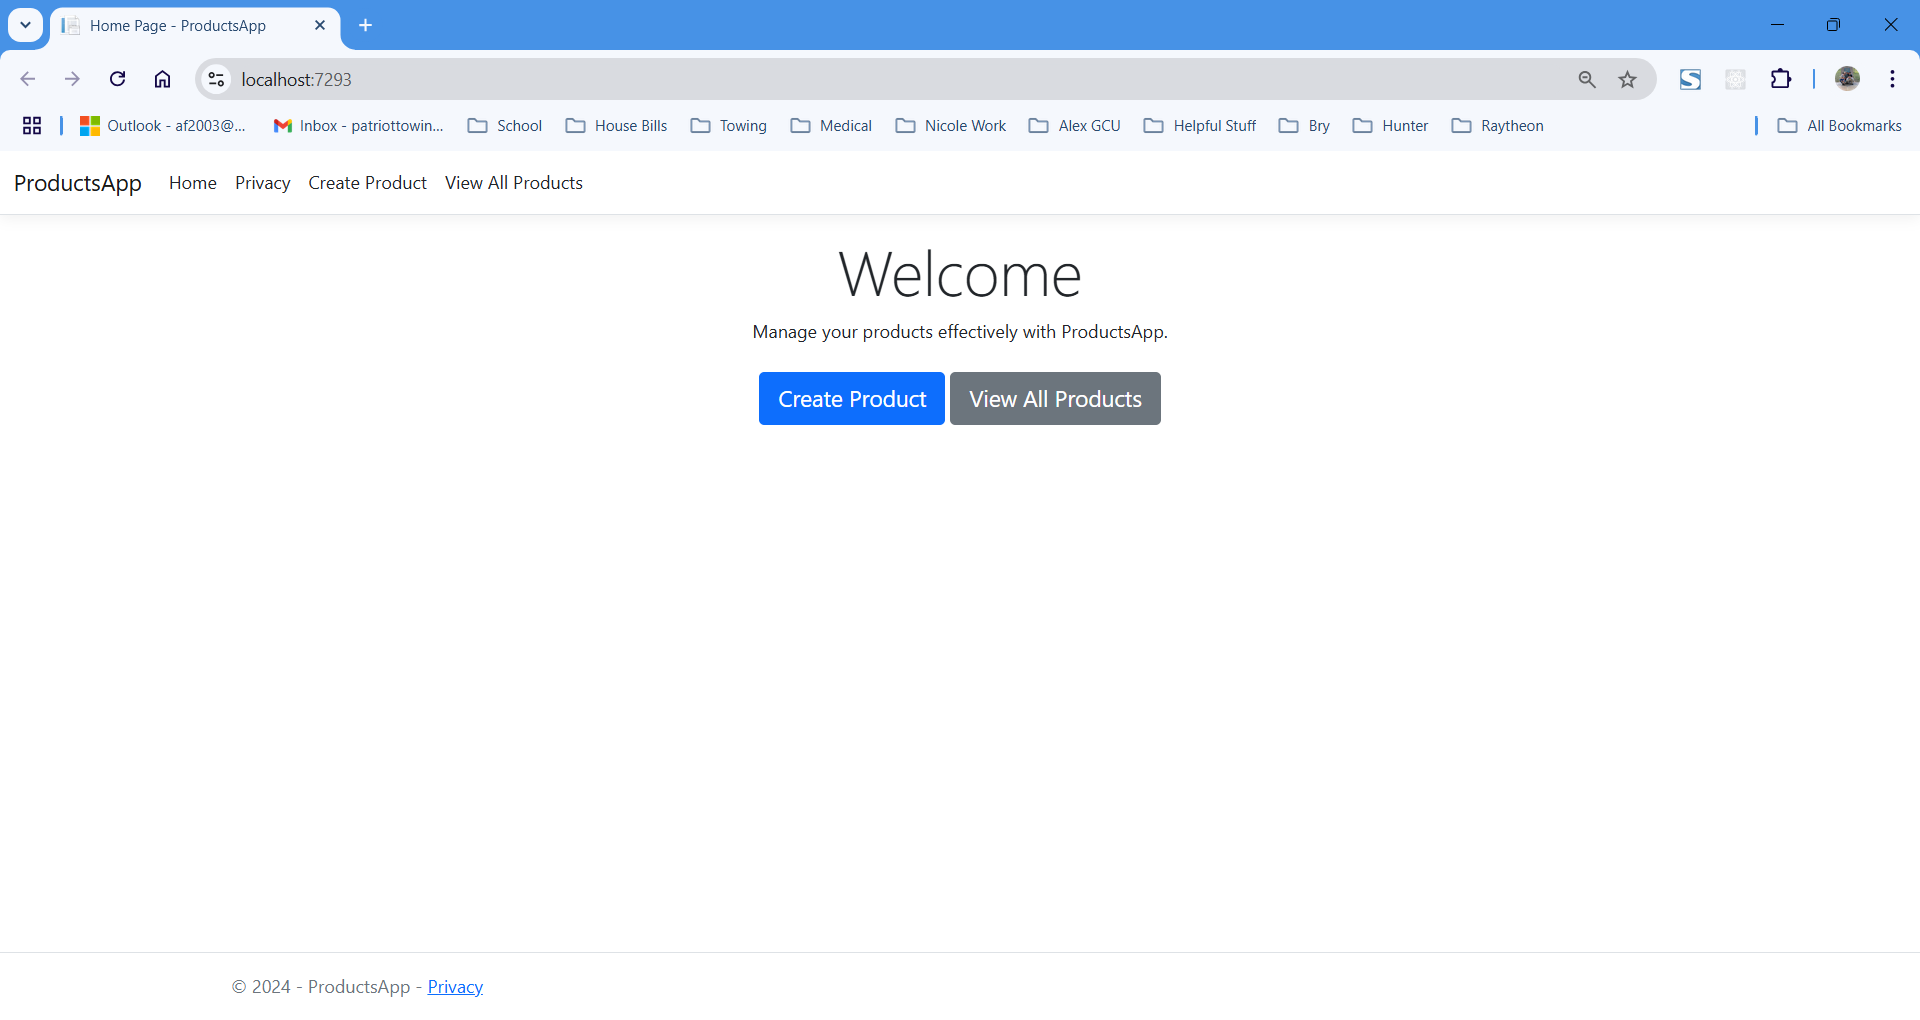 Home Page - ProductsApp
localhost:7293
Outlook - af2003@... Inbox - patriottowin... School House Bills Towing Medical Nicole Work Alex GCU Helpful Stuff Bry Hunter Raytheon All Bookmarks
ProductsApp Home Privacy Create Product View All Products
Welcome
Manage your products effectively with ProductsApp.
Create Product View All Products
© 2024 - ProductsApp - Privacy